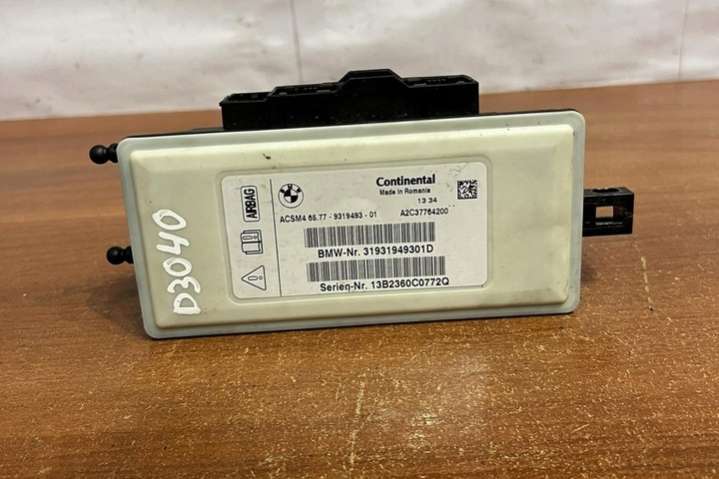 Continental
Made in Romania
AIRBAG
13 34
ACSM4 65.77 - 9319493 - 01 A2C37764200
BMW-Nr. 31931949301D
Serien-Nr. 13B2360C0772Q
D3040